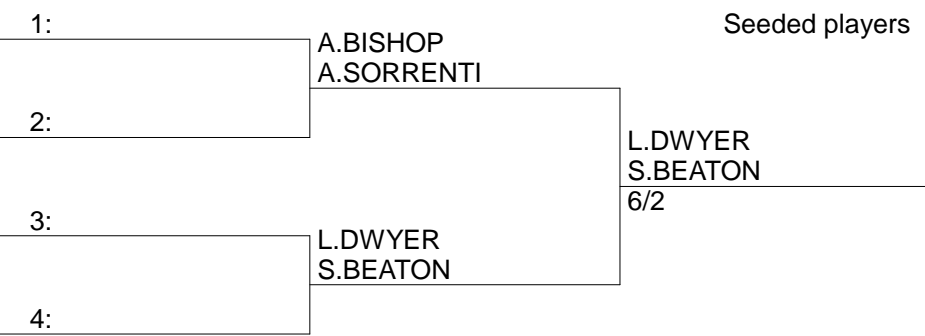 1:
Seeded players
A.BISHOP
A.SORRENTI
2:
L.DWYER
S.BEATON
6/2
3:
L.DWYER
S.BEATON
4: